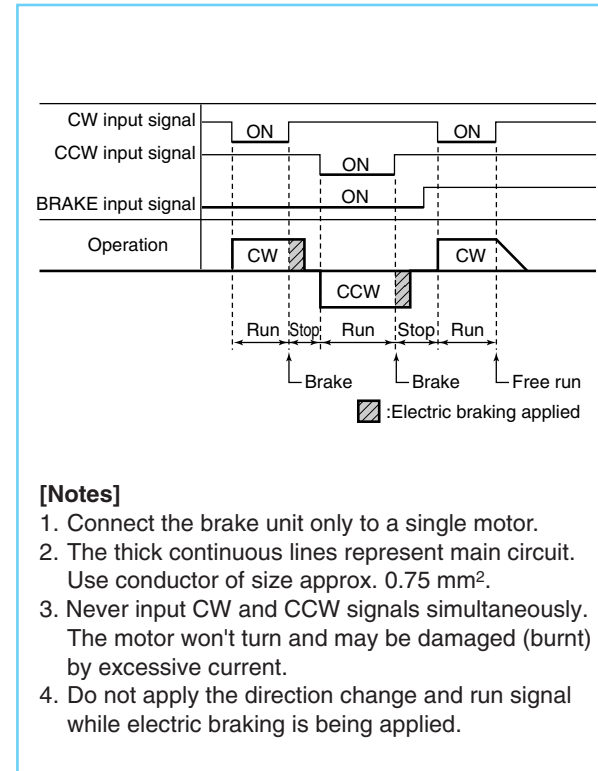 CW input signal
ON
ON
CCW input signal
ON
BRAKE input signal
ON
Operation
CW
CW
CCW
Run Stop Run Stop Run
Brake Brake Free run
:Electric braking applied
[Notes]
1. Connect the brake unit only to a single motor.
2. The thick continuous lines represent main circuit.
Use conductor of size approx. 0.75 mm².
3. Never input CW and CCW signals simultaneously.
The motor won't turn and may be damaged (burnt)
by excessive current.
4. Do not apply the direction change and run signal
while electric braking is being applied.